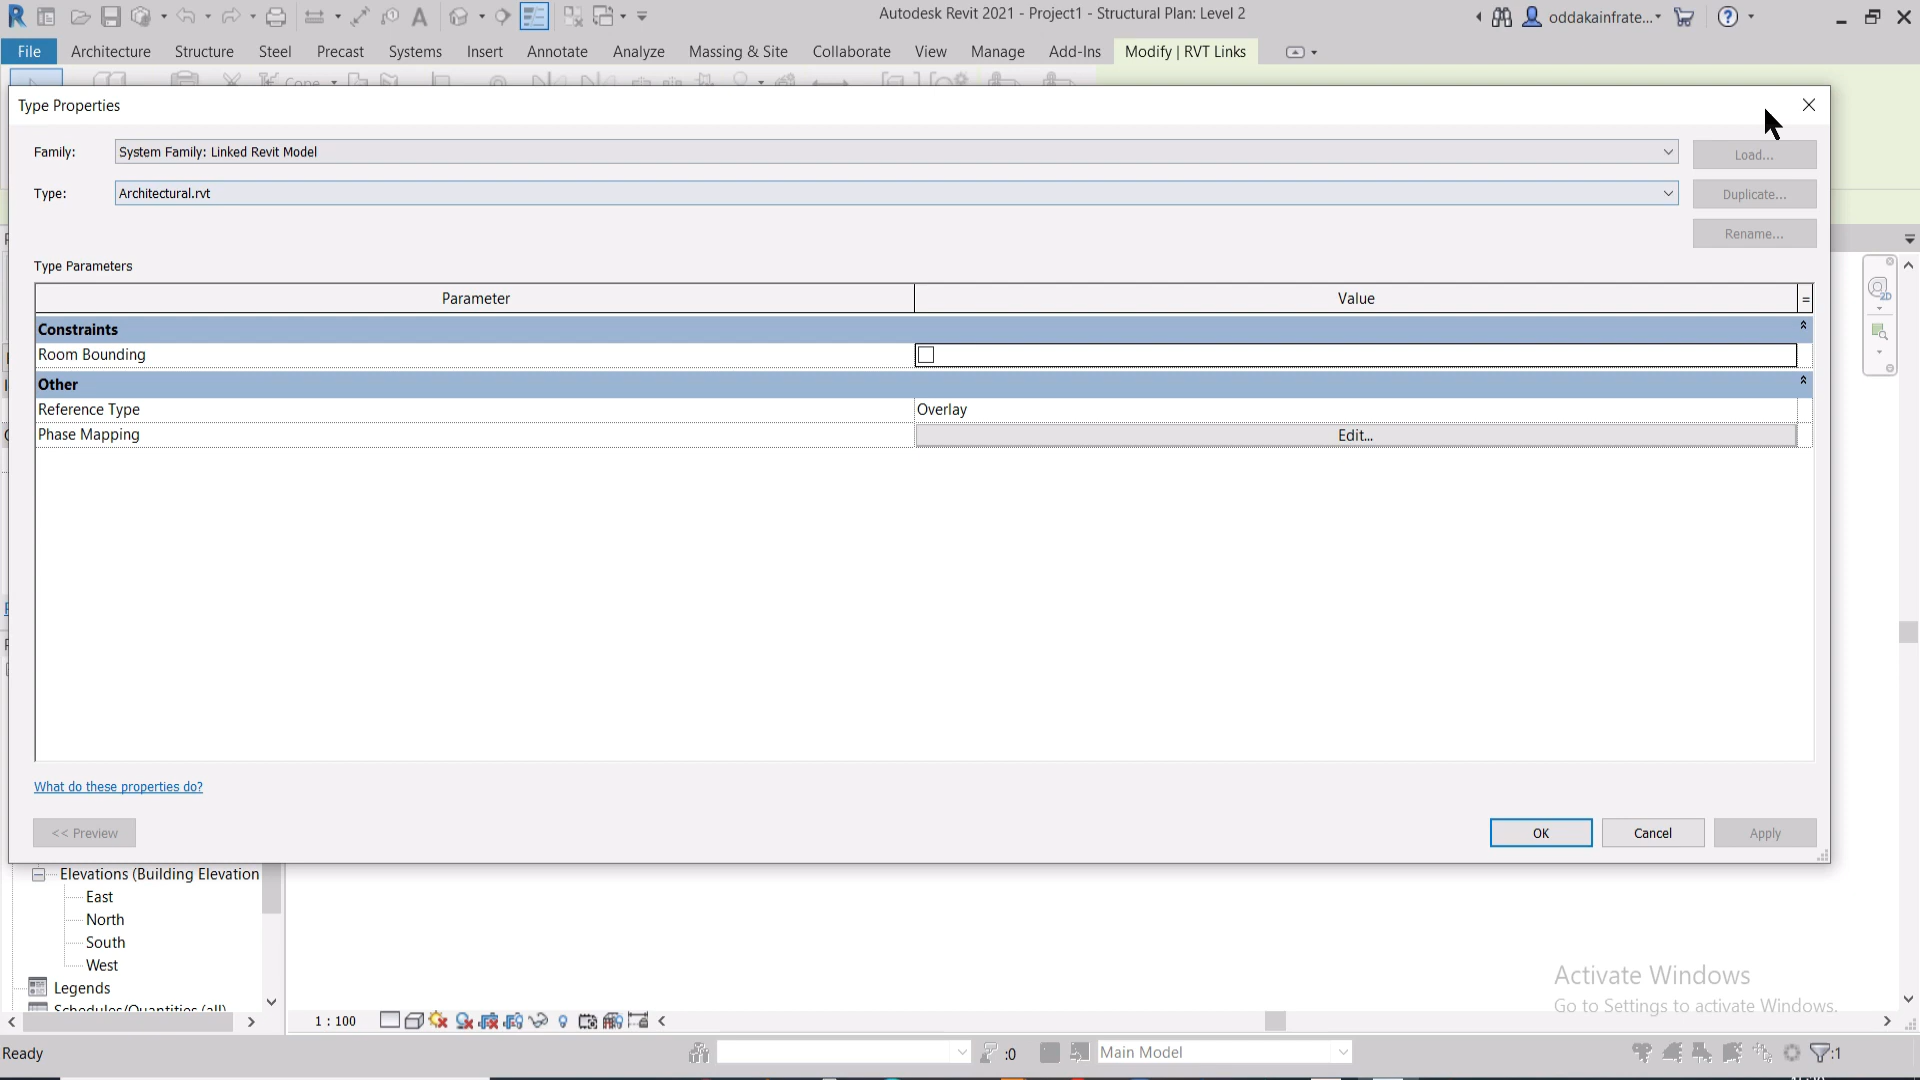 Autodesk Revit 2021 - Project1 - Structural Plan: Level 2
oddakainfrate...
File Architecture Structure Steel Precast Systems Insert Annotate Analyze Massing & Site Collaborate View Manage Add-Ins Modify | RVT Links
Type Properties
Family: System Family: Linked Revit Model Load...
Type: Architectural.rvt Duplicate...
Rename...
Type Parameters
Parameter Value =
Constraints
Room Bounding
Other
Reference Type Overlay
Phase Mapping Edit...
What do these properties do?
<< Preview OK Cancel Apply
Elevations (Building Elevation
East
North
South
West
Legends
Schedules/Quantities (all)
Activate Windows
Go to Settings to activate Windows.
1 : 100
Ready :0 Main Model :1